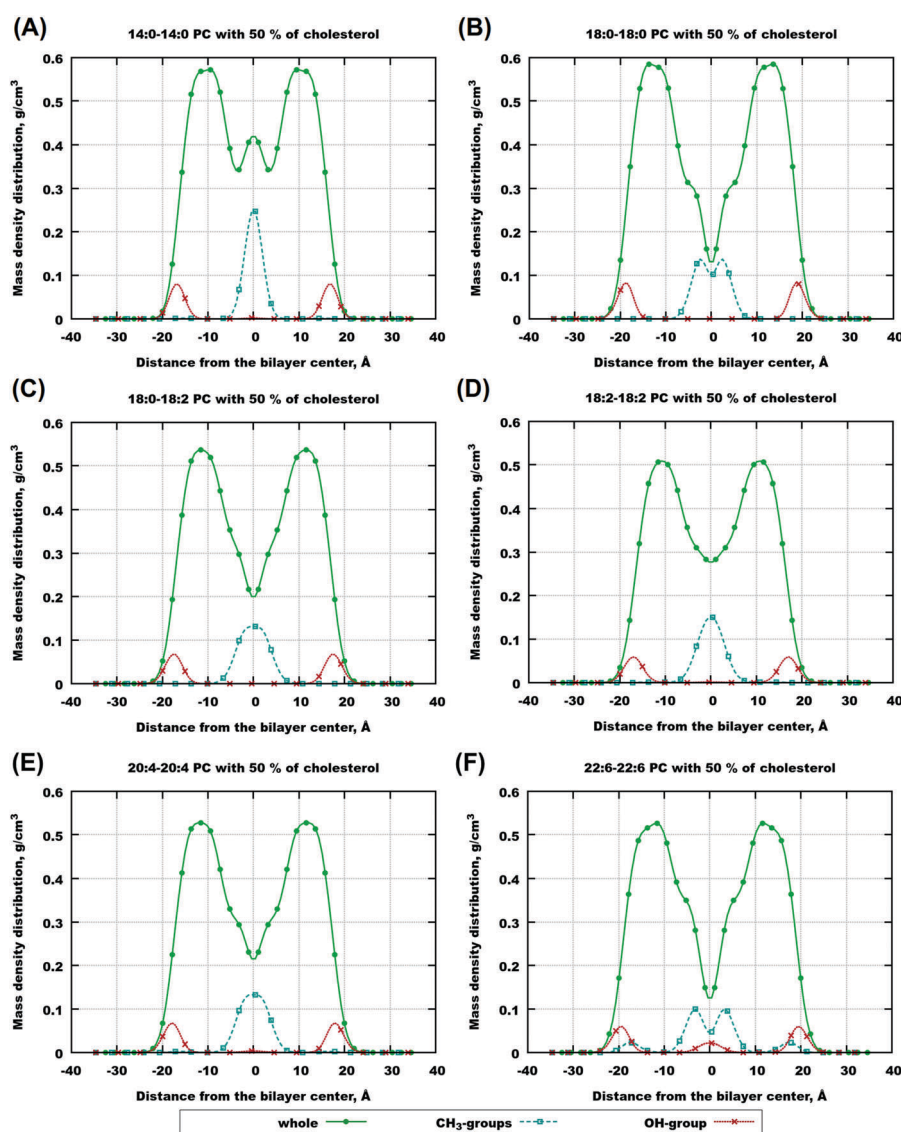 (A)
14:0-14:0 PC with 50 % of cholesterol
Mass density distribution, g/cm³
0.6
0.5
0.4
0.3
0.2
0.1
0
-40 -30 -20 -10 0 10 20 30 40
Distance from the bilayer center, Å
(B)
18:0-18:0 PC with 50 % of cholesterol
Mass density distribution, g/cm³
0.6
0.5
0.4
0.3
0.2
0.1
0
-40 -30 -20 -10 0 10 20 30 40
Distance from the bilayer center, Å
(C)
18:0-18:2 PC with 50 % of cholesterol
Mass density distribution, g/cm³
0.6
0.5
0.4
0.3
0.2
0.1
0
-40 -30 -20 -10 0 10 20 30 40
Distance from the bilayer center, Å
(D)
18:2-18:2 PC with 50 % of cholesterol
Mass density distribution, g/cm³
0.6
0.5
0.4
0.3
0.2
0.1
0
-40 -30 -20 -10 0 10 20 30 40
Distance from the bilayer center, Å
(E)
20:4-20:4 PC with 50 % of cholesterol
Mass density distribution, g/cm³
0.6
0.5
0.4
0.3
0.2
0.1
0
-40 -30 -20 -10 0 10 20 30 40
Distance from the bilayer center, Å
(F)
22:6-22:6 PC with 50 % of cholesterol
Mass density distribution, g/cm³
0.6
0.5
0.4
0.3
0.2
0.1
0
-40 -30 -20 -10 0 10 20 30 40
Distance from the bilayer center, Å
whole CH₃-groups OH-group